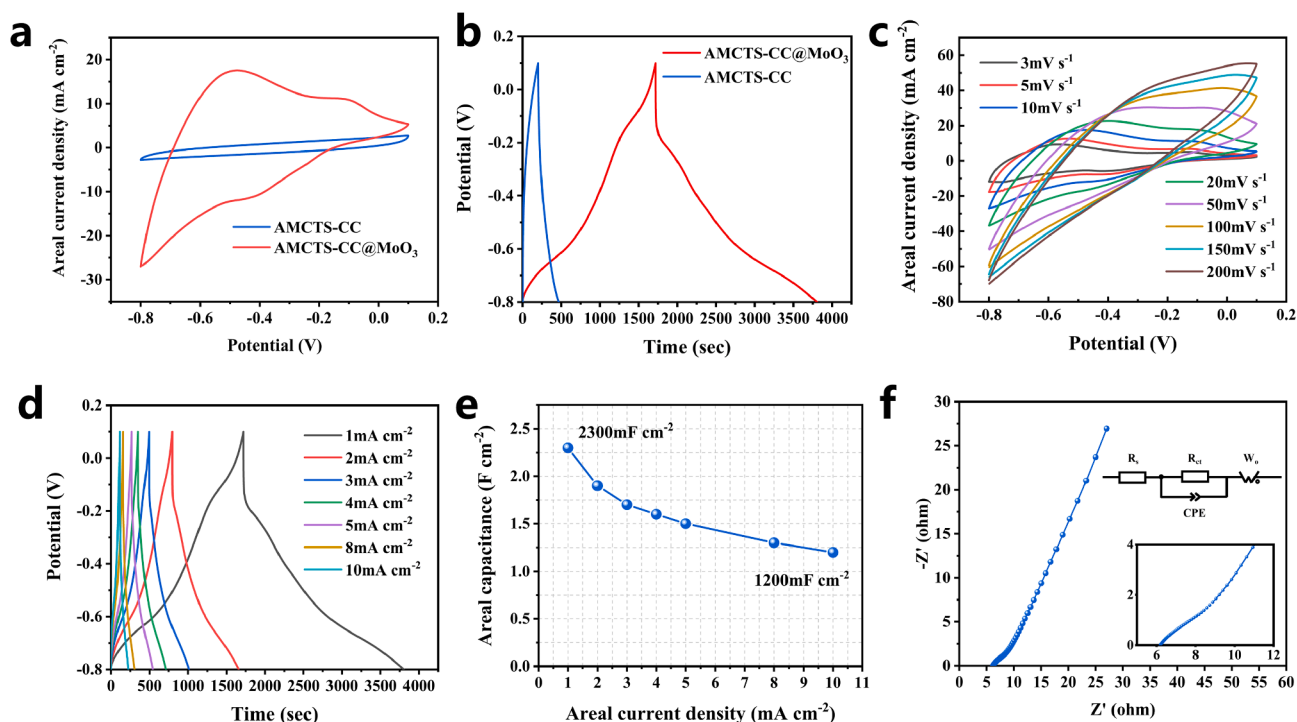 a
Areal current density (mA cm⁻²)
20
10
0
-10
-20
-30
AMCTS-CC
AMCTS-CC@MoO₃
-0.8
-0.6
-0.4
-0.2
0.0
0.2
Potential (V)
b
Potential (V)
0.2
0.0
-0.2
-0.4
-0.6
-0.8
AMCTS-CC@MoO₃
AMCTS-CC
0
500
1000
1500
2000
2500
3000
3500
4000
Time (sec)
c
Areal current density (mA cm⁻²)
60
40
20
0
-20
-40
-60
-80
3mV s⁻¹
5mV s⁻¹
10mV s⁻¹
20mV s⁻¹
50mV s⁻¹
100mV s⁻¹
150mV s⁻¹
200mV s⁻¹
-0.8
-0.6
-0.4
-0.2
0.0
0.2
Potential (V)
d
Potential (V)
0.2
0.0
-0.2
-0.4
-0.6
-0.8
1mA cm⁻²
2mA cm⁻²
3mA cm⁻²
4mA cm⁻²
5mA cm⁻²
8mA cm⁻²
10mA cm⁻²
0
500
1000
1500
2000
2500
3000
3500
4000
Time (sec)
e
Areal capacitance (F cm⁻²)
2.5
2.0
1.5
1.0
0.5
0.0
2300mF cm⁻²
1200mF cm⁻²
0
1
2
3
4
5
6
7
8
9
10
11
Areal current density (mA cm⁻²)
f
-Z' (ohm)
30
25
20
15
10
5
0
Rs
Rct
Wo
CPE
4
2
0
6
8
10
12
0
5
10
15
20
25
30
35
40
45
50
55
60
Z' (ohm)